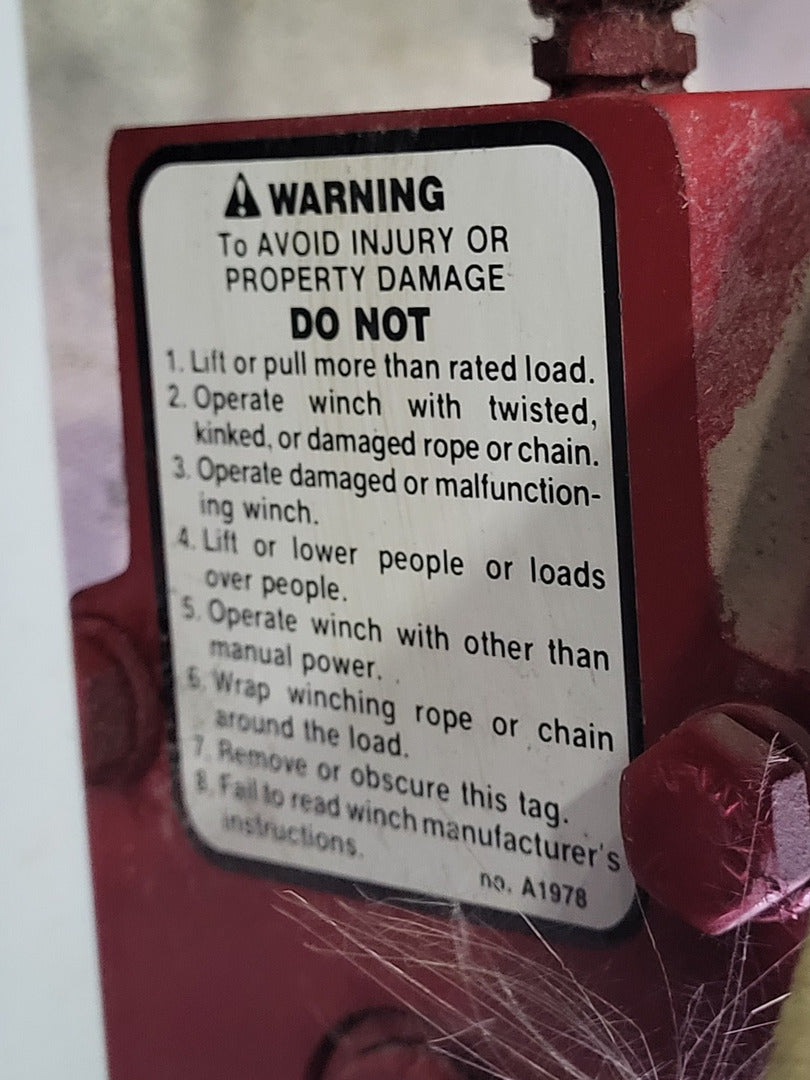 ⚠ WARNING
To AVOID INJURY OR
PROPERTY DAMAGE
DO NOT
1. Lift or pull more than rated load.
2. Operate winch with twisted,
kinked, or damaged rope or chain.
3. Operate damaged or malfunction-
ing winch.
4. Lift or lower people or loads
over people.
5. Operate winch with other than
manual power.
6. Wrap winching rope or chain
around the load.
7. Remove or obscure this tag.
8. Fail to read winch manufacturer's
instructions.
no. A1978